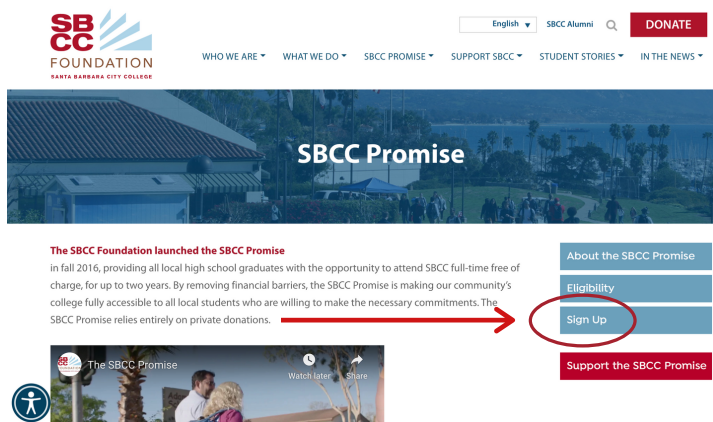 SB
CC
FOUNDATION
SANTA BARBARA CITY COLLEGE
English
SBCC Alumni
DONATE
WHO WE ARE
WHAT WE DO
SBCC PROMISE
SUPPORT SBCC
STUDENT STORIES
IN THE NEWS
SBCC Promise
The SBCC Foundation launched the SBCC Promise
in fall 2016, providing all local high school graduates with the opportunity to attend SBCC full-time free of
charge, for up to two years. By removing financial barriers, the SBCC Promise is making our community's
college fully accessible to all local students who are willing to make the necessary commitments. The
SBCC Promise relies entirely on private donations.
About the SBCC Promise
Eligibility
Sign Up
Support the SBCC Promise
SB
CC
The SBCC Promise
Watch later
Share